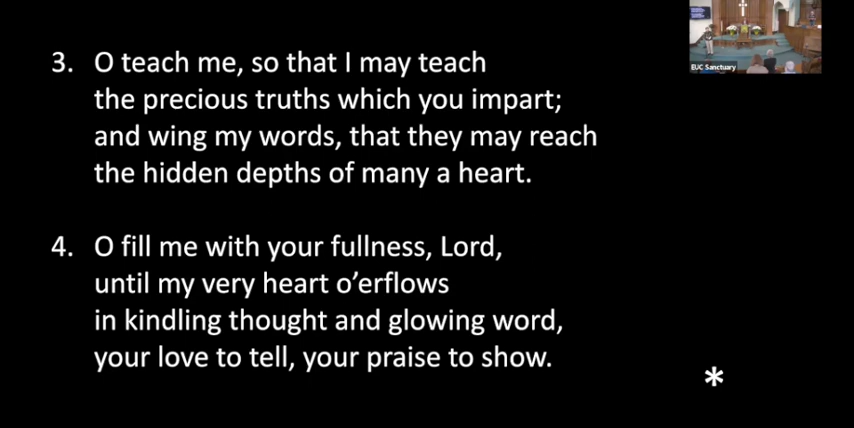 3. O teach me, so that I may teach
the precious truths which you impart;
and wing my words, that they may reach
the hidden depths of many a heart.
4. O fill me with your fullness, Lord,
until my very heart o’erflows
in kindling thought and glowing word,
your love to tell, your praise to show.
*
EUC Sanctuary